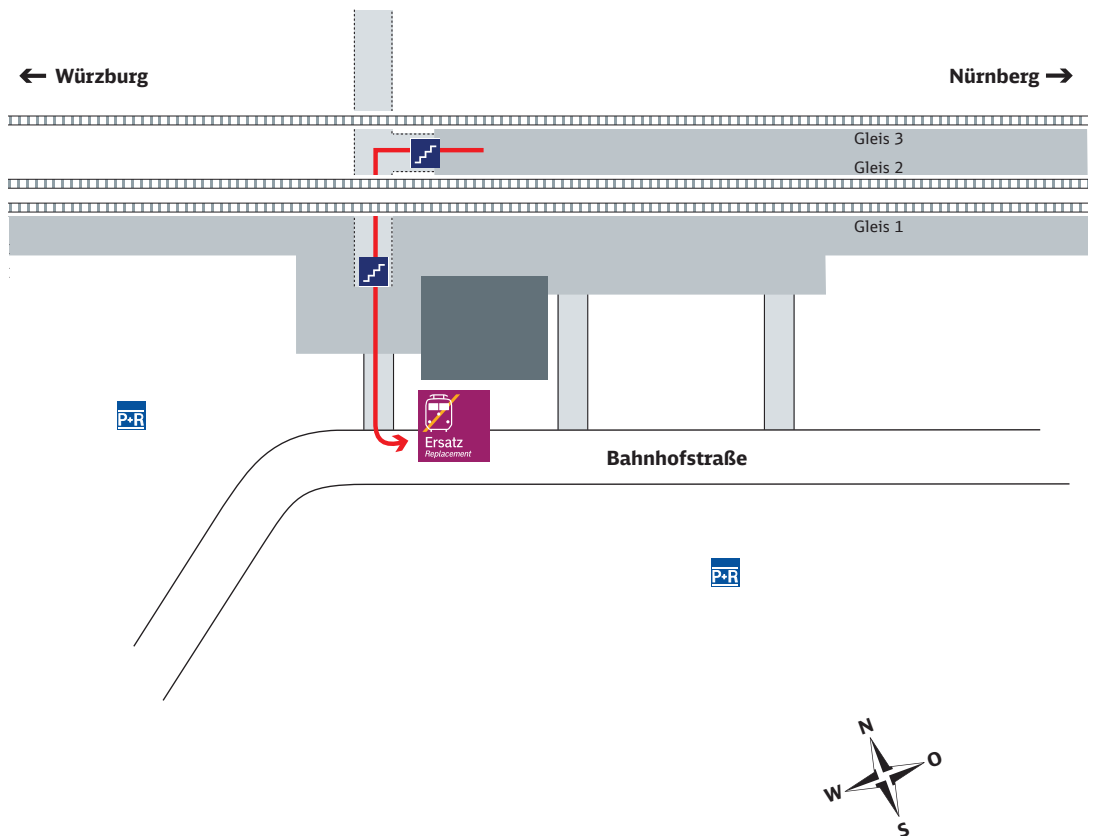 ← Würzburg
Nürnberg →
Gleis 3
Gleis 2
Gleis 1
P+R
Ersatz
Replacement
Bahnhofstraße
P+R
N
O
W
S